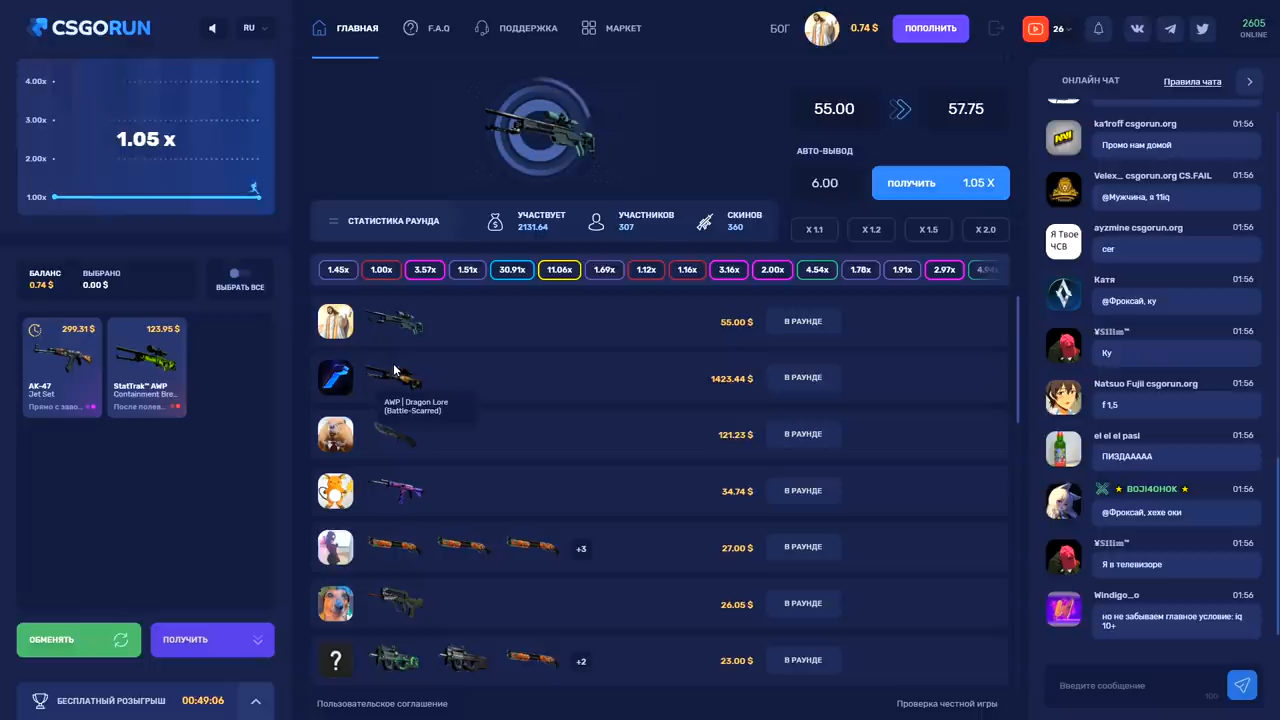 CSGORUN
RU
ГЛАВНАЯ
F.A.Q
ПОДДЕРЖКА
МАРКЕТ
БОГ
0.74 $
ПОПОЛНИТЬ
26
2605
ONLINE
4.00x
3.00x
2.00x
1.00x
1.05 x
55.00
57.75
АВТО-ВЫВОД
6.00
ПОЛУЧИТЬ 1.05 X
X 1.1
X 1.2
X 1.5
X 2.0
СТАТИСТИКА РАУНДА
УЧАСТВУЕТ
2131.64
УЧАСТНИКОВ
307
СКИНОВ
360
1.45x 1.00x 3.57x 1.51x 30.91x 11.06x 1.69x 1.12x 1.16x 3.16x 2.00x 4.54x 1.78x 1.91x 2.97x 4.94x
БАЛАНС
0.74 $
ВЫБРАНО
0.00 $
ВЫБРАТЬ ВСЕ
299.31 $
AK-47
Jet Set
Прямо с заво...
123.95 $
StatTrak™ AWP
Containment Bre...
После полев...
55.00 $ В РАУНДЕ
1423.44 $ В РАУНДЕ
AWP | Dragon Lore
(Battle-Scarred)
121.23 $ В РАУНДЕ
34.74 $ В РАУНДЕ
+3 27.00 $ В РАУНДЕ
26.05 $ В РАУНДЕ
? +2 23.00 $ В РАУНДЕ
ОБМЕНЯТЬ
ПОЛУЧИТЬ
БЕСПЛАТНЫЙ РОЗЫГРЫШ 00:49:06
Пользовательское соглашение
Проверка честной игры
ОНЛАЙН ЧАТ
Правила чата
ka1roff csgorun.org 01:56
Промо нам домой
Velex_ csgorun.org CS.FAIL 01:56
@Мужчина, я 11iq
Я Твое
ЧСВ
ayzmine csgorun.org 01:56
сег
Катя 01:56
@Фроксай, ку
¥S1lim™ 01:56
Ку
Natsuo Fujii csgorun.org 01:56
f 1,5
el el el pasl 01:56
ПИЗДААААА
★ BOJI4OHOK ★ 01:56
@Фроксай, хехе оки
¥S1lim™ 01:56
Я в телевизоре
Windigo_o 01:56
но не забываем главное условие: iq
10+
Введите сообщение
100